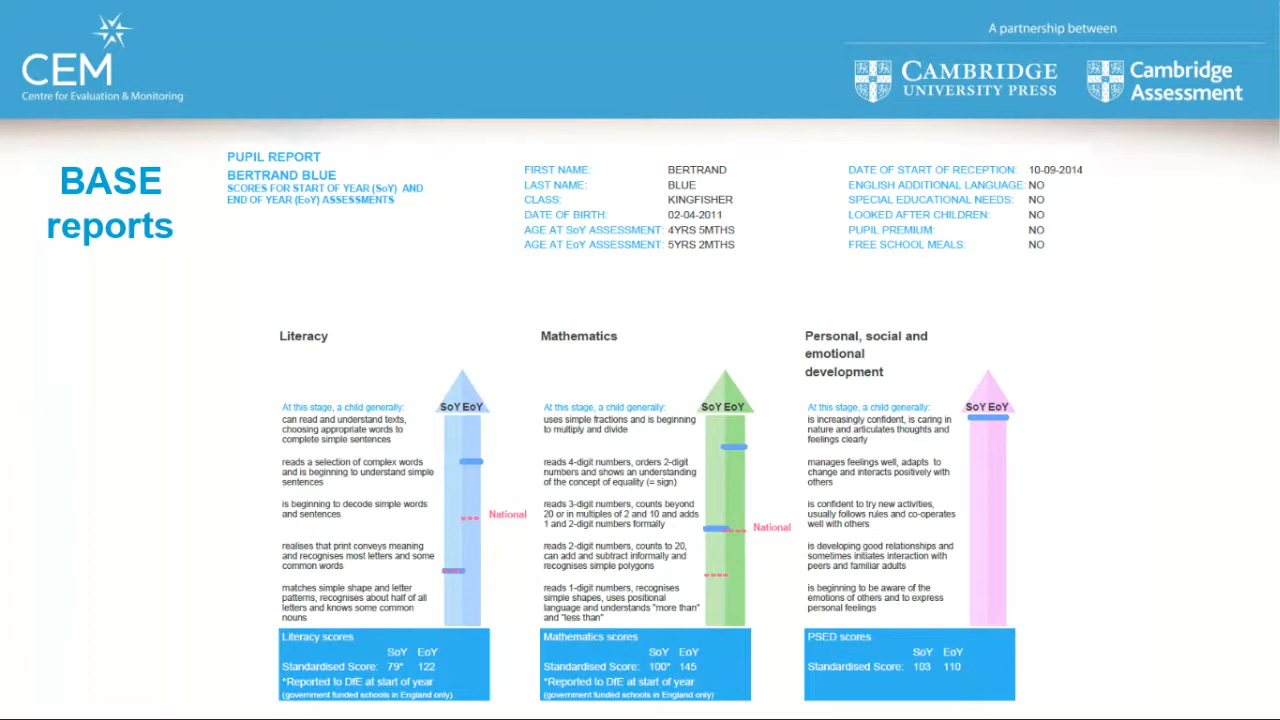 CEM
Centre for Evaluation & Monitoring
A partnership between
CAMBRIDGE
UNIVERSITY PRESS
Cambridge
Assessment
BASE
reports
PUPIL REPORT
BERTRAND BLUE
SCORES FOR START OF YEAR (SoY) AND
END OF YEAR (EoY) ASSESSMENTS
FIRST NAME: BERTRAND
LAST NAME: BLUE
CLASS: KINGFISHER
DATE OF BIRTH: 02-04-2011
AGE AT SoY ASSESSMENT: 4YRS 5MTHS
AGE AT EoY ASSESSMENT: 5YRS 2MTHS
DATE OF START OF RECEPTION: 10-09-2014
ENGLISH ADDITIONAL LANGUAGE: NO
SPECIAL EDUCATIONAL NEEDS: NO
LOOKED AFTER CHILDREN: NO
PUPIL PREMIUM: NO
FREE SCHOOL MEALS: NO
Literacy
SoY EoY
At this stage, a child generally:
can read and understand texts,
choosing appropriate words to
complete simple sentences
reads a selection of complex words
and is beginning to understand simple
sentences
is beginning to decode simple words
and sentences
National
realises that print conveys meaning
and recognises most letters and some
common words
matches simple shape and letter
patterns, recognises about half of all
letters and knows some common
nouns
Literacy scores
SoY EoY
Standardised Score: 79* 122
*Reported to DfE at start of year
(government funded schools in England only)
Mathematics
SoY EoY
At this stage, a child generally:
uses simple fractions and is beginning
to multiply and divide
reads 4-digit numbers, orders 2-digit
numbers and shows an understanding
of the concept of equality (= sign)
reads 3-digit numbers, counts beyond
20 or in multiples of 2 and 10 and adds
1 and 2-digit numbers formally
National
reads 2-digit numbers, counts to 20,
can add and subtract informally and
recognises simple polygons
reads 1-digit numbers, recognises
simple shapes, uses positional
language and understands "more than"
and "less than"
Mathematics scores
SoY EoY
Standardised Score: 100* 145
*Reported to DfE at start of year
(government funded schools in England only)
Personal, social and
emotional
development
SoY EoY
At this stage, a child generally:
is increasingly confident, is caring in
nature and articulates thoughts and
feelings clearly
manages feelings well, adapts to
change and interacts positively with
others
is confident to try new activities,
usually follows rules and co-operates
well with others
is developing good relationships and
sometimes initiates interaction with
peers and familiar adults
is beginning to be aware of the
emotions of others and to express
personal feelings
PSED scores
SoY EoY
Standardised Score: 103 110